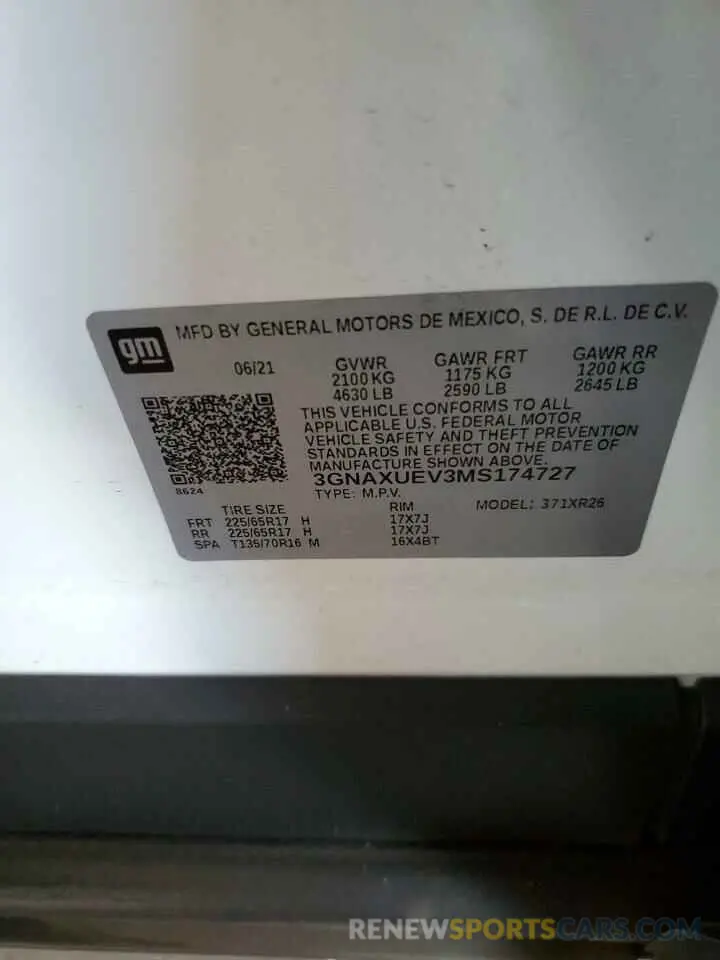 MFD BY GENERAL MOTORS DE MEXICO, S. DE R.L. DE C.V.
gm
06/21 GVWR GAWR FRT GAWR RR
2100 KG 1175 KG 1200 KG
4630 LB 2590 LB 2645 LB
THIS VEHICLE CONFORMS TO ALL
APPLICABLE U.S. FEDERAL MOTOR
VEHICLE SAFETY AND THEFT PREVENTION
STANDARDS IN EFFECT ON THE DATE OF
MANUFACTURE SHOWN ABOVE.
3GNAXUEV3MS174727
8624 TYPE: M.P.V.
TIRE SIZE RIM MODEL: 371XR26
FRT 225/65R17 H 17X7J
RR 225/65R17 H 17X7J
SPA T135/70R16 M 16X4BT
RENEWSPORTSCARS.COM